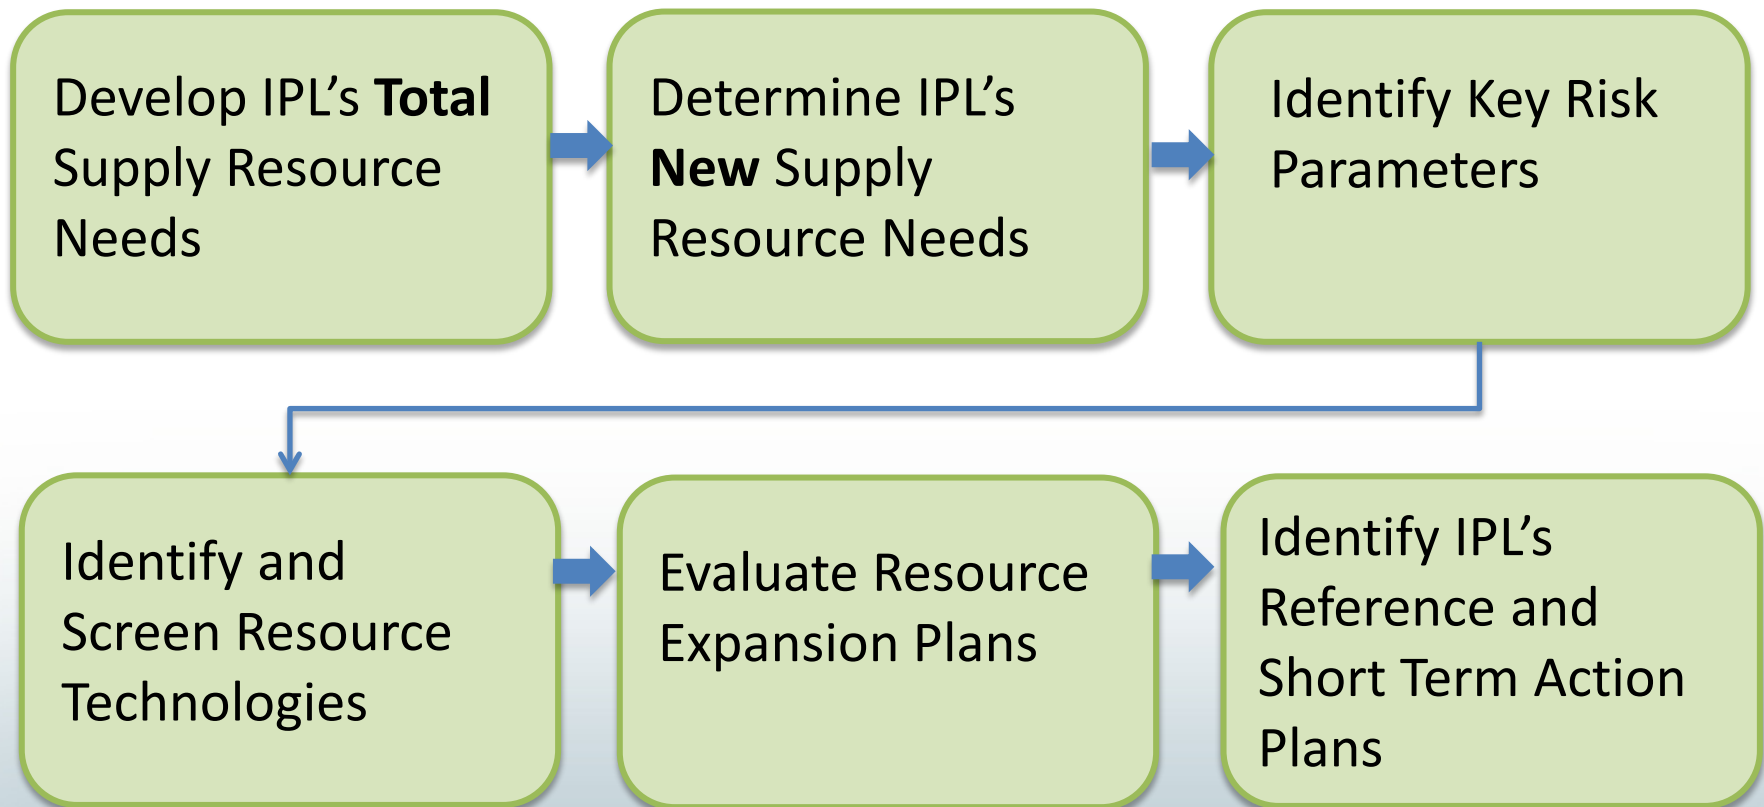 Develop IPL’s Total
Supply Resource
Needs
Determine IPL’s
New Supply
Resource Needs
Identify Key Risk
Parameters
Identify and
Screen Resource
Technologies
Evaluate Resource
Expansion Plans
Identify IPL’s
Reference and
Short Term Action
Plans